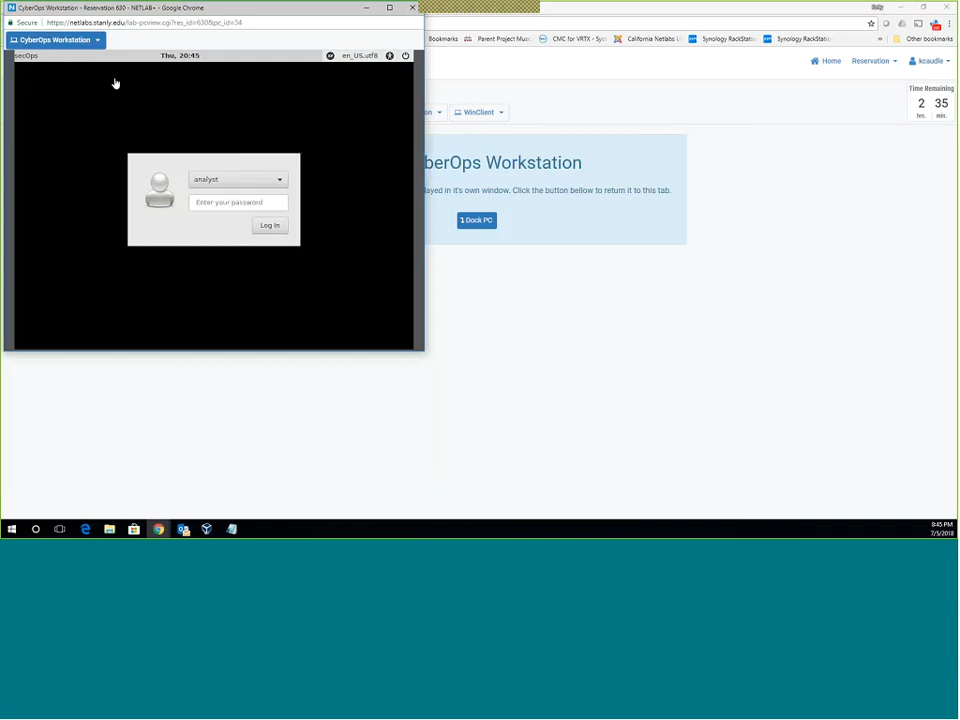 CyberOps Workstation - Reservation 630 - NETLAB+ - Google Chrome
Secure https://netlabs.stanly.edu/lab-pcview.cgi?res_id=630&pc_id=34
CyberOps Workstation
secOps Thu, 20:45 en_US.utf8
analyst
Enter your password
Log In
Bookmarks Parent Project Musc CMC for VRTX - Sys California Netlabs Li Synology RackStatio Synology RackStatio » Other bookmarks
Home Reservation kcaudle
Time Remaining
2 35
hrs. min.
on WinClient
berOps Workstation
layed in it's own window. Click the button bellow to return it to this tab.
Dock PC
8:45 PM
7/5/2018